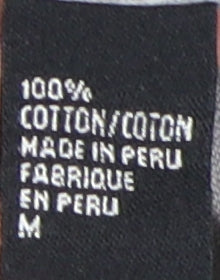 100%
COTTON/COTON
MADE IN PERU
FABRIQUE
EN PERU
M